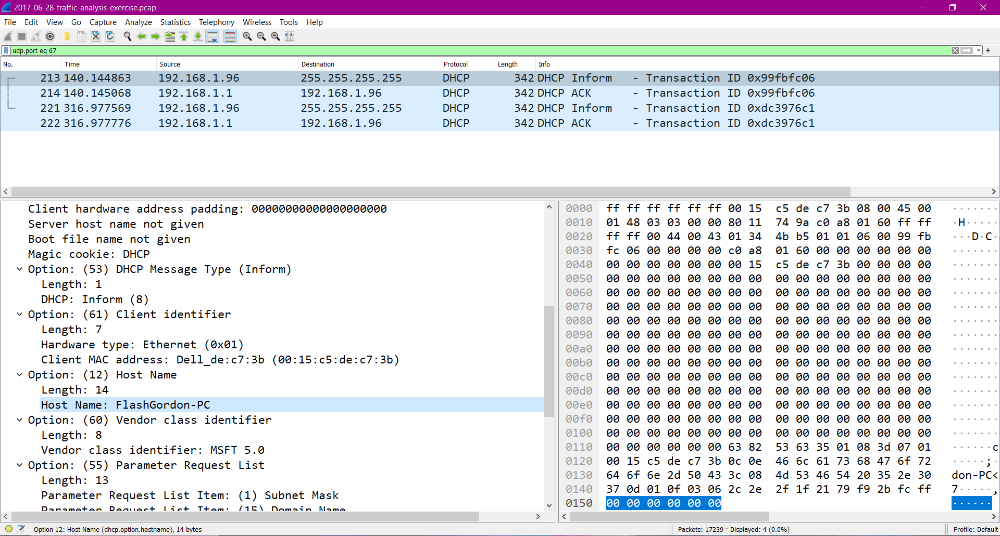 2017-06-28-traffic-analysis-exercise.pcap
File Edit View Go Capture Analyze Statistics Telephony Wireless Tools Help
udp.port eq 67
No. Time Source Destination Protocol Length Info
213 140.144863 192.168.1.96 255.255.255.255 DHCP 342 DHCP Inform - Transaction ID 0x99fbfc06
214 140.145068 192.168.1.1 192.168.1.96 DHCP 342 DHCP ACK - Transaction ID 0x99fbfc06
221 316.977569 192.168.1.96 255.255.255.255 DHCP 342 DHCP Inform - Transaction ID 0xdc3976c1
222 316.977776 192.168.1.1 192.168.1.96 DHCP 342 DHCP ACK - Transaction ID 0xdc3976c1
Client hardware address padding: 00000000000000000000
Server host name not given
Boot file name not given
Magic cookie: DHCP
Option: (53) DHCP Message Type (Inform)
Length: 1
DHCP: Inform (8)
Option: (61) Client identifier
Length: 7
Hardware type: Ethernet (0x01)
Client MAC address: Dell_de:c7:3b (00:15:c5:de:c7:3b)
Option: (12) Host Name
Length: 14
Host Name: FlashGordon-PC
Option: (60) Vendor class identifier
Length: 8
Vendor class identifier: MSFT 5.0
Option: (55) Parameter Request List
Length: 13
Parameter Request List Item: (1) Subnet Mask
Parameter Request List Item: (15) Domain Name
0000 ff ff ff ff ff ff 00 15 c5 de c7 3b 08 00 45 00 ·······
0010 01 48 03 03 00 00 80 11 74 9a c0 a8 01 60 ff ff ·H·····
0020 ff ff 00 44 00 43 01 34 4b b5 01 01 06 00 99 fb ···D·C·
0030 fc 06 00 00 00 00 c0 a8 01 60 00 00 00 00 00 00 ·······
0040 00 00 00 00 00 00 00 15 c5 de c7 3b 00 00 00 00 ·······
0050 00 00 00 00 00 00 00 00 00 00 00 00 00 00 00 00 ·······
0060 00 00 00 00 00 00 00 00 00 00 00 00 00 00 00 00 ·······
0070 00 00 00 00 00 00 00 00 00 00 00 00 00 00 00 00 ·······
0080 00 00 00 00 00 00 00 00 00 00 00 00 00 00 00 00 ·······
0090 00 00 00 00 00 00 00 00 00 00 00 00 00 00 00 00 ·······
00a0 00 00 00 00 00 00 00 00 00 00 00 00 00 00 00 00 ·······
00b0 00 00 00 00 00 00 00 00 00 00 00 00 00 00 00 00 ·······
00c0 00 00 00 00 00 00 00 00 00 00 00 00 00 00 00 00 ·······
00d0 00 00 00 00 00 00 00 00 00 00 00 00 00 00 00 00 ·······
00e0 00 00 00 00 00 00 00 00 00 00 00 00 00 00 00 00 ·······
00f0 00 00 00 00 00 00 00 00 00 00 00 00 00 00 00 00 ·······
0100 00 00 00 00 00 00 00 00 00 00 00 00 00 00 00 00 ·······
0110 00 00 00 00 00 00 63 82 53 63 35 01 08 3d 07 01 ······c
0120 00 15 c5 de c7 3b 0c 0e 46 6c 61 73 68 47 6f 72 ·····;·
0130 64 6f 6e 2d 50 43 3c 08 4d 53 46 54 20 35 2e 30 don-PC<
0140 37 0d 01 0f 03 06 2c 2e 2f 1f 21 79 f9 2b fc ff 7·····,
0150 00 00 00 00 00 00 ······
Option 12: Host Name (dhcp.option.hostname), 14 bytes
Packets: 17239 · Displayed: 4 (0.0%)
Profile: Default